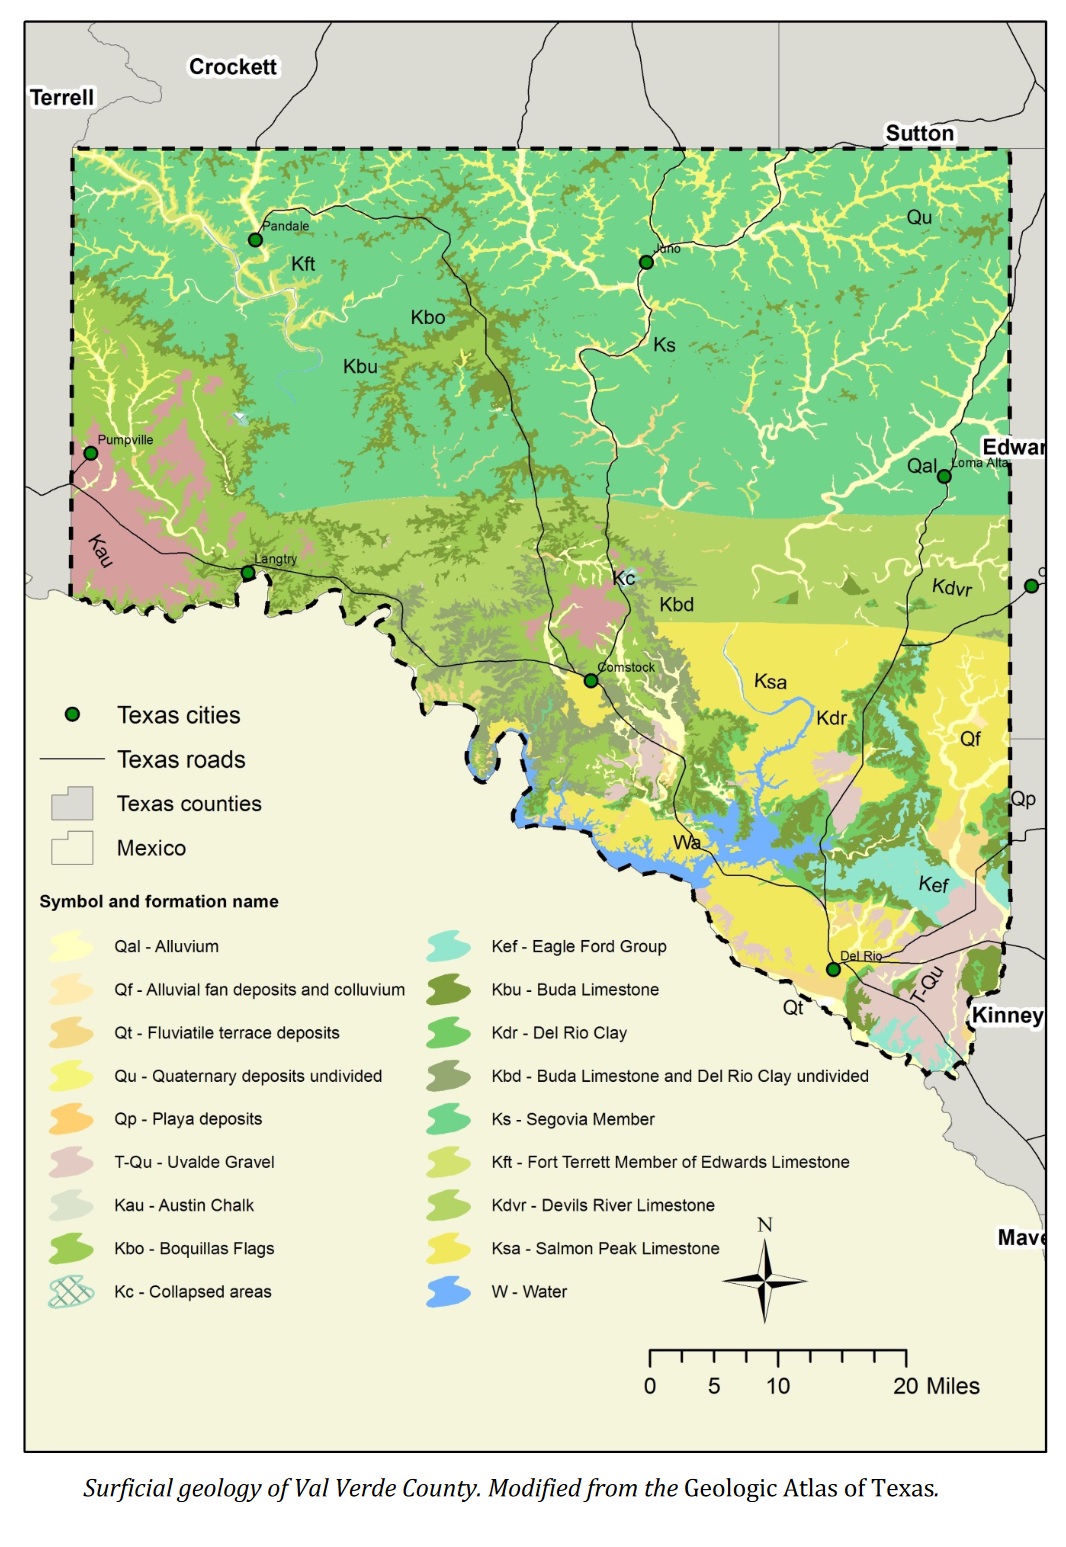 Crockett
Terrell
Sutton
Pandale
Qu
Juno
Kft
Kbo
Ks
Kbu
Pumpville
Edwar
Qal
Loma Alta
Kau
Langtry
Kc
Kdvr
Kbd
Comstock
Ksa
Kdr
Qf
Qp
Wa
Kef
Del Rio
T-Qu
Qt
Kinney
Mave
Texas cities
Texas roads
Texas counties
Mexico
Symbol and formation name
Qal - Alluvium
Qf - Alluvial fan deposits and colluvium
Qt - Fluviatile terrace deposits
Qu - Quaternary deposits undivided
Qp - Playa deposits
T-Qu - Uvalde Gravel
Kau - Austin Chalk
Kbo - Boquillas Flags
Kc - Collapsed areas
Kef - Eagle Ford Group
Kbu - Buda Limestone
Kdr - Del Rio Clay
Kbd - Buda Limestone and Del Rio Clay undivided
Ks - Segovia Member
Kft - Fort Terrett Member of Edwards Limestone
Kdvr - Devils River Limestone
Ksa - Salmon Peak Limestone
W - Water
N
0 5 10 20 Miles
Surficial geology of Val Verde County. Modified from the Geologic Atlas of Texas.